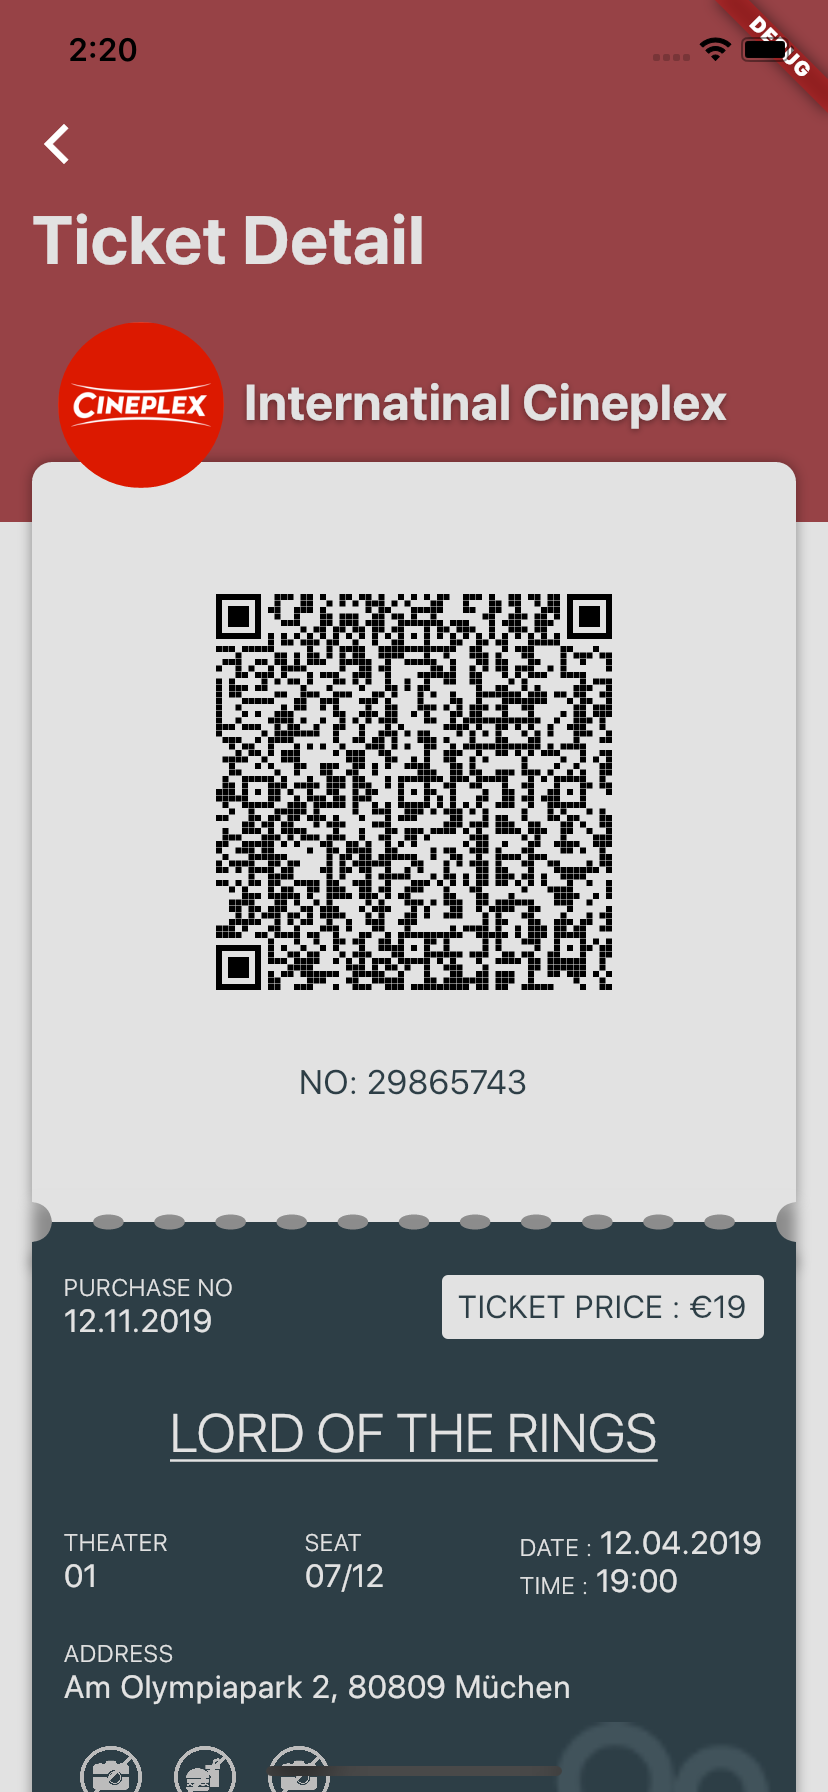 2:20
DEBUG
Ticket Detail
CINEPLEX
Internatinal Cineplex
NO: 29865743
PURCHASE NO
12.11.2019
TICKET PRICE : €19
LORD OF THE RINGS
THEATER
01
SEAT
07/12
DATE : 12.04.2019
TIME : 19:00
ADDRESS
Am Olympiapark 2, 80809 Müchen